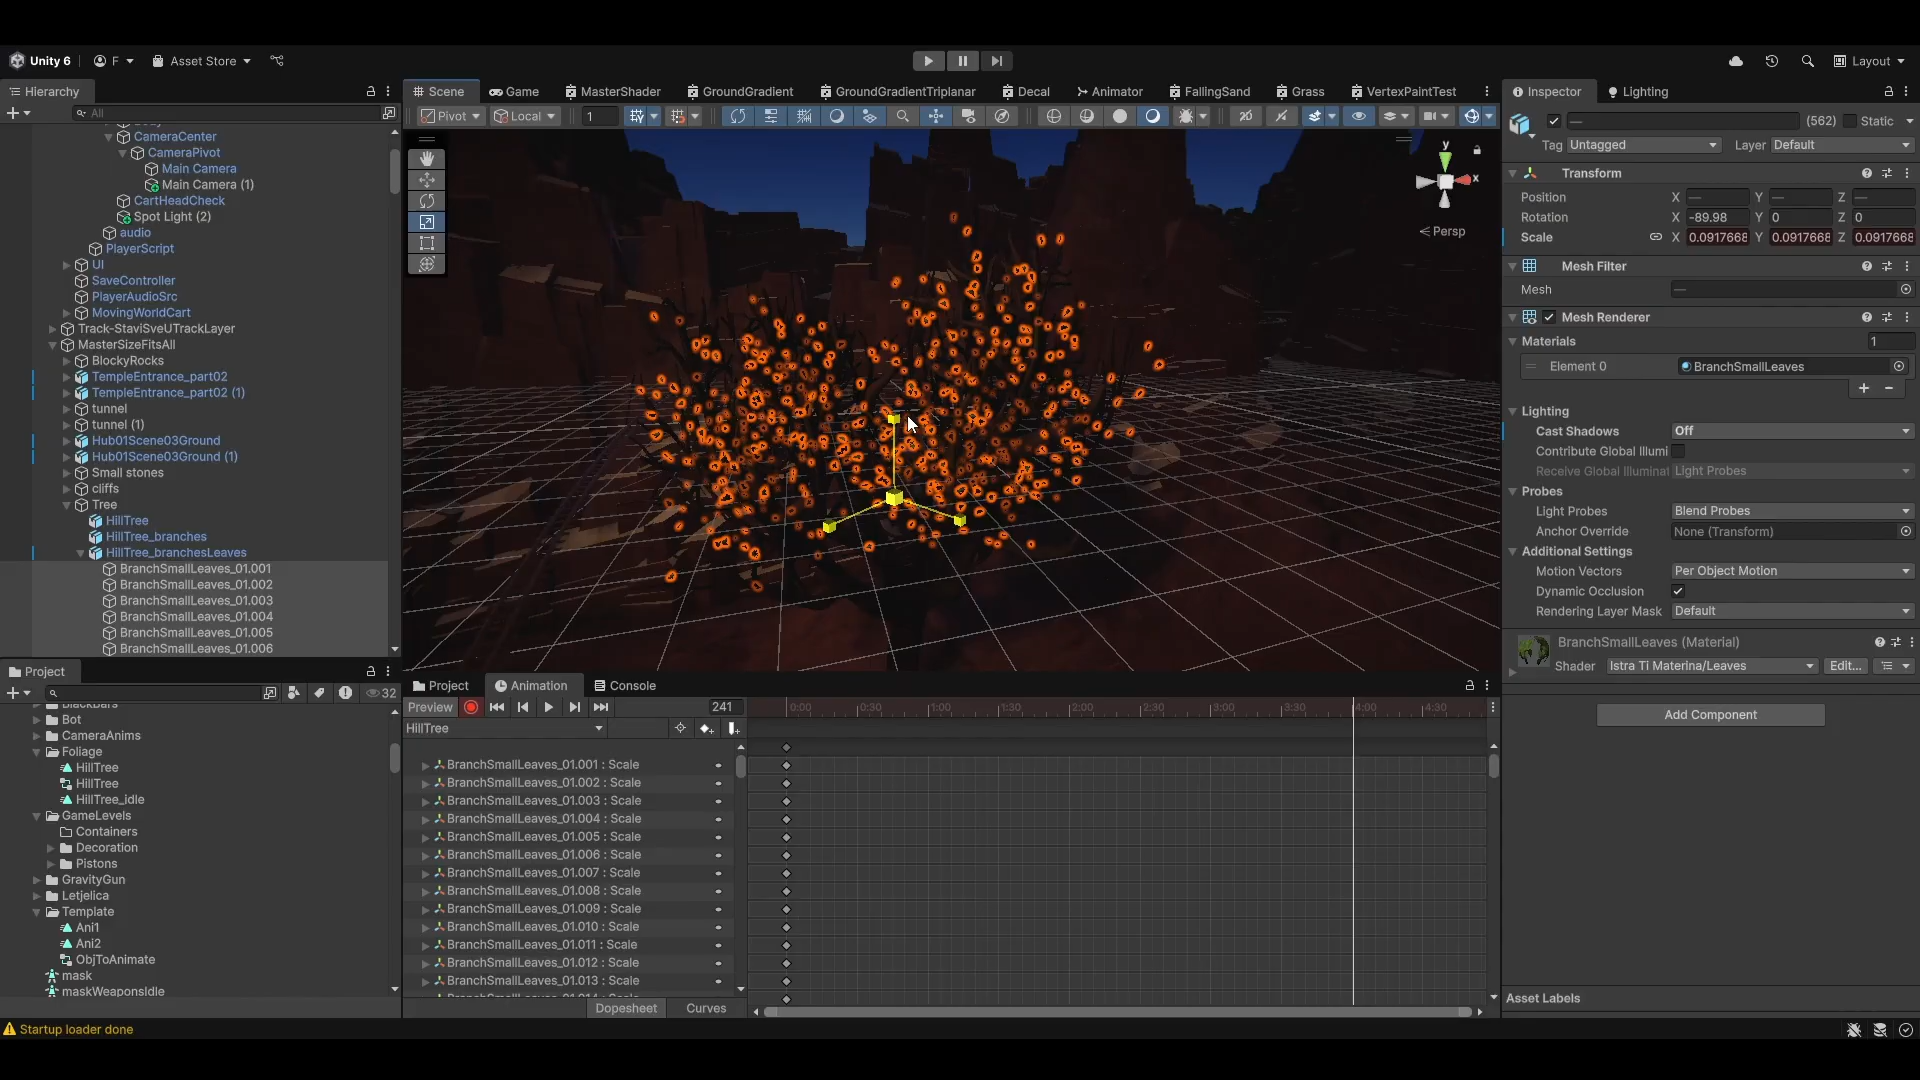 Unity 6
F
Asset Store
Layout
Hierarchy
All
CameraCenter
CameraPivot
Main Camera
Main Camera (1)
CartHeadCheck
Spot Light (2)
audio
PlayerScript
UI
SaveController
PlayerAudioSrc
MovingWorldCart
Track-StaviSveUTrackLayer
MasterSizeFitsAll
BlockyRocks
TempleEntrance_part02
TempleEntrance_part02 (1)
tunnel
tunnel (1)
Hub01Scene03Ground
Hub01Scene03Ground (1)
Small stones
cliffs
Tree
HillTree
HillTree_branches
HillTree_branchesLeaves
BranchSmallLeaves_01.001
BranchSmallLeaves_01.002
BranchSmallLeaves_01.003
BranchSmallLeaves_01.004
BranchSmallLeaves_01.005
BranchSmallLeaves_01.006
Project
32
BlackBars
Bot
CameraAnims
Foliage
HillTree
HillTree
HillTree_idle
GameLevels
Containers
Decoration
Pistons
GravityGun
Letjelica
Template
Ani1
Ani2
ObjToAnimate
mask
maskWeaponsIdle
Startup loader done
Scene
Game
MasterShader
GroundGradient
GroundGradientTriplanar
Decal
Animator
FallingSand
Grass
VertexPaintTest
Pivot
Local
1
2D
y
x
Persp
Project
Animation
Console
Preview
241
0:00
0:30
1:00
1:30
2:00
2:30
3:00
3:30
4:00
4:30
HillTree
BranchSmallLeaves_01.001 : Scale
BranchSmallLeaves_01.002 : Scale
BranchSmallLeaves_01.003 : Scale
BranchSmallLeaves_01.004 : Scale
BranchSmallLeaves_01.005 : Scale
BranchSmallLeaves_01.006 : Scale
BranchSmallLeaves_01.007 : Scale
BranchSmallLeaves_01.008 : Scale
BranchSmallLeaves_01.009 : Scale
BranchSmallLeaves_01.010 : Scale
BranchSmallLeaves_01.011 : Scale
BranchSmallLeaves_01.012 : Scale
BranchSmallLeaves_01.013 : Scale
Dopesheet
Curves
Inspector
Lighting
— (562) Static
Tag Untagged Layer Default
Transform
Position X — Y — Z —
Rotation X -89.98 Y 0 Z 0
Scale X 0.0917668 Y 0.0917668 Z 0.0917668
Mesh Filter
Mesh —
Mesh Renderer
Materials 1
Element 0 BranchSmallLeaves
Lighting
Cast Shadows Off
Contribute Global Illumi
Receive Global Illuminat Light Probes
Probes
Light Probes Blend Probes
Anchor Override None (Transform)
Additional Settings
Motion Vectors Per Object Motion
Dynamic Occlusion
Rendering Layer Mask Default
BranchSmallLeaves (Material)
Shader Istra Ti Materina/Leaves Edit...
Add Component
Asset Labels